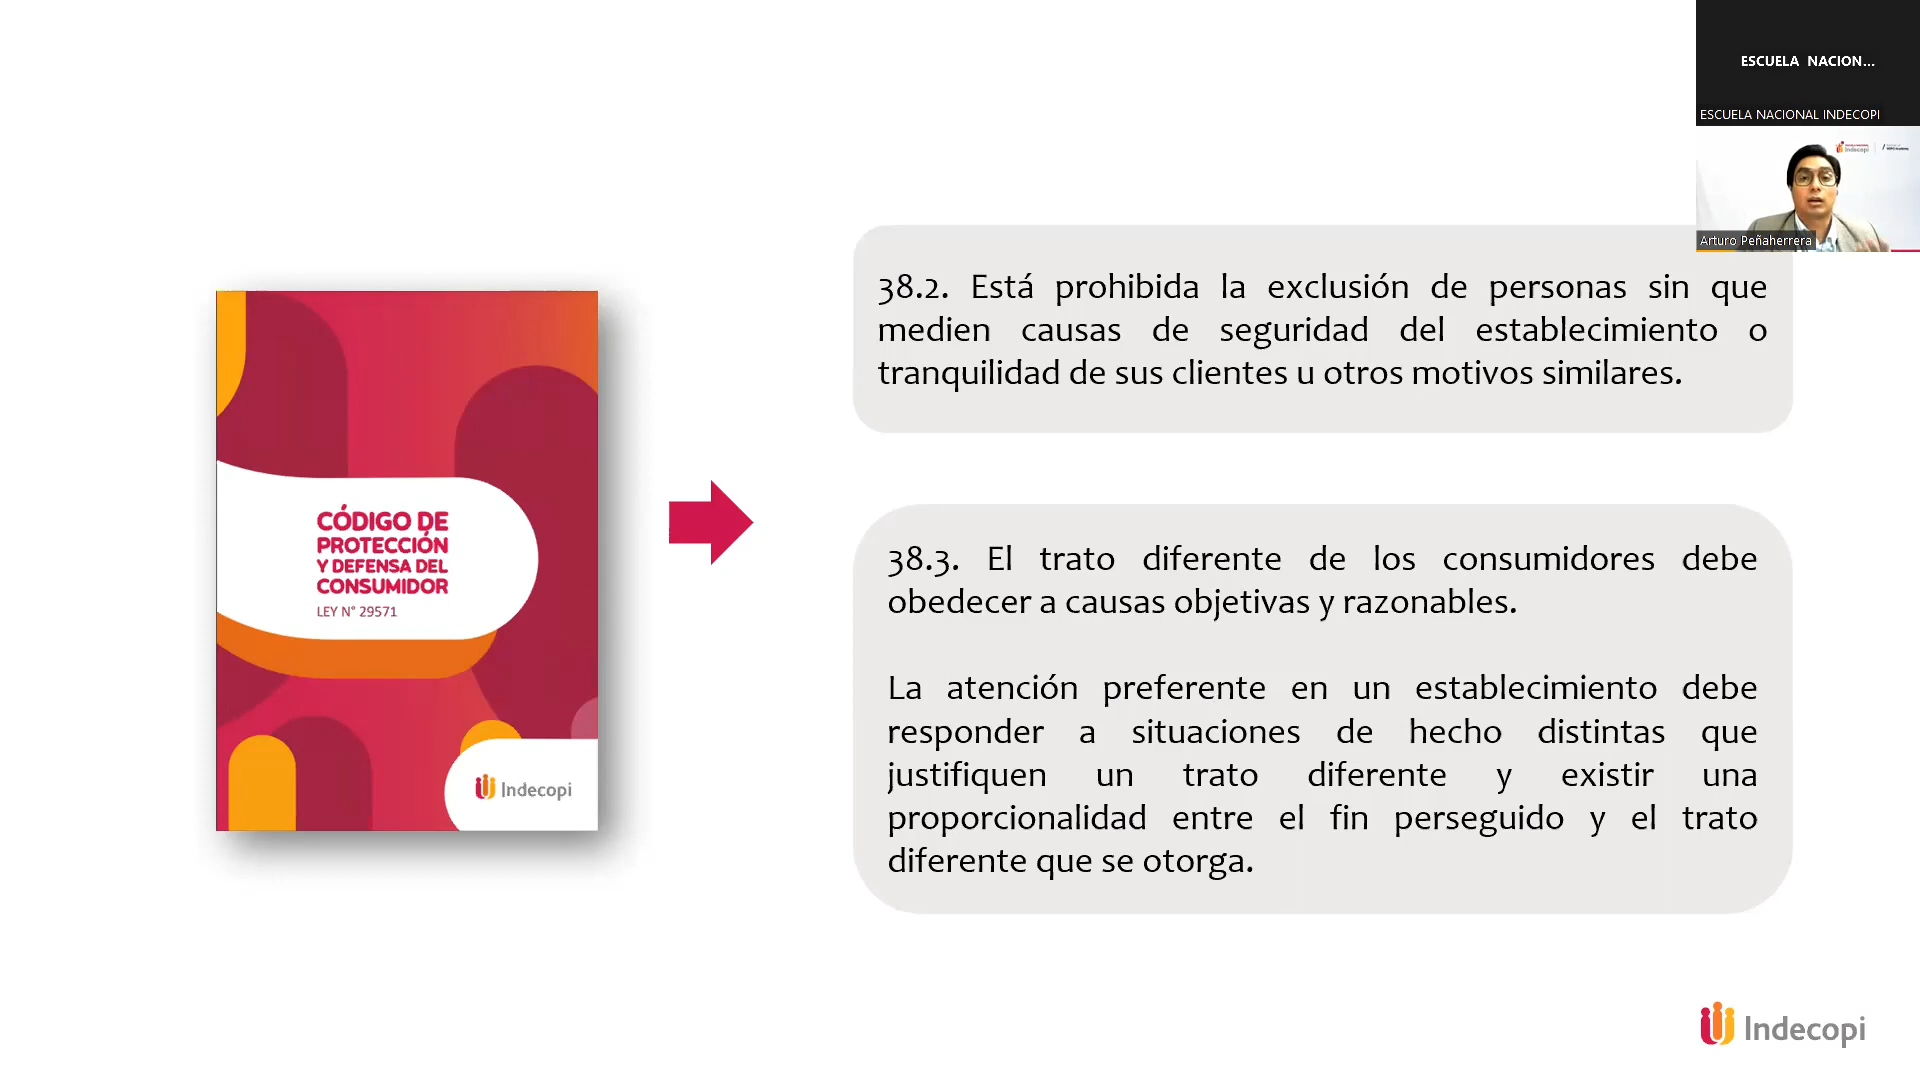 ESCUELA NACION...
ESCUELA NACIONAL INDECOPI
Indecopi
Arturo Peñaherrera
38.2. Está prohibida la exclusión de personas sin que
medien causas de seguridad del establecimiento o
tranquilidad de sus clientes u otros motivos similares.
CÓDIGO DE
PROTECCIÓN
Y DEFENSA DEL
CONSUMIDOR
LEY N° 29571
Indecopi
38.3. El trato diferente de los consumidores debe
obedecer a causas objetivas y razonables.
La atención preferente en un establecimiento debe
responder a situaciones de hecho distintas que
justifiquen un trato diferente y existir una
proporcionalidad entre el fin perseguido y el trato
diferente que se otorga.
Indecopi